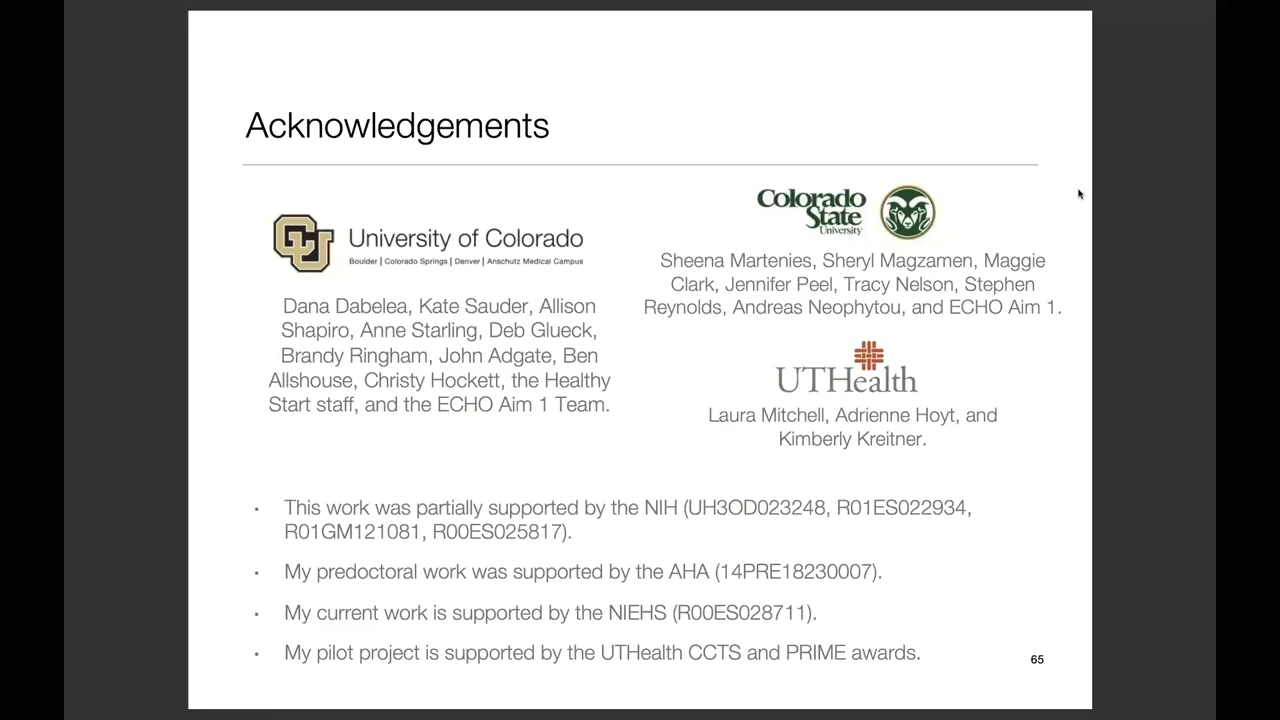 Acknowledgements
University of Colorado
Boulder | Colorado Springs | Denver | Anschutz Medical Campus
Dana Dabelea, Kate Sauder, Allison
Shapiro, Anne Starling, Deb Glueck,
Brandy Ringham, John Adgate, Ben
Allshouse, Christy Hockett, the Healthy
Start staff, and the ECHO Aim 1 Team.
Colorado
State
University
Sheena Martenies, Sheryl Magzamen, Maggie
Clark, Jennifer Peel, Tracy Nelson, Stephen
Reynolds, Andreas Neophytou, and ECHO Aim 1.
UTHealth
Laura Mitchell, Adrienne Hoyt, and
Kimberly Kreitner.
• This work was partially supported by the NIH (UH3OD023248, R01ES022934,
R01GM121081, R00ES025817).
• My predoctoral work was supported by the AHA (14PRE18230007).
• My current work is supported by the NIEHS (R00ES028711).
• My pilot project is supported by the UTHealth CCTS and PRIME awards.
65